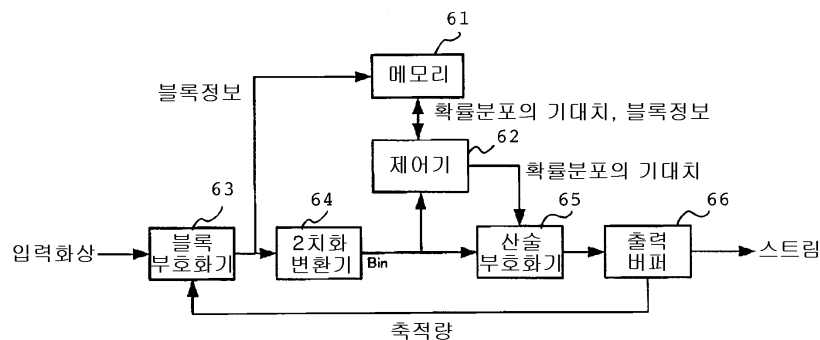 61
메모리
블록정보
확률분포의 기대치, 블록정보
62
제어기
확률분포의 기대치
63
64
65
66
입력화상
블록
부호화기
2치화
변환기
Bin
산술
부호화기
출력
버퍼
스트림
축적량